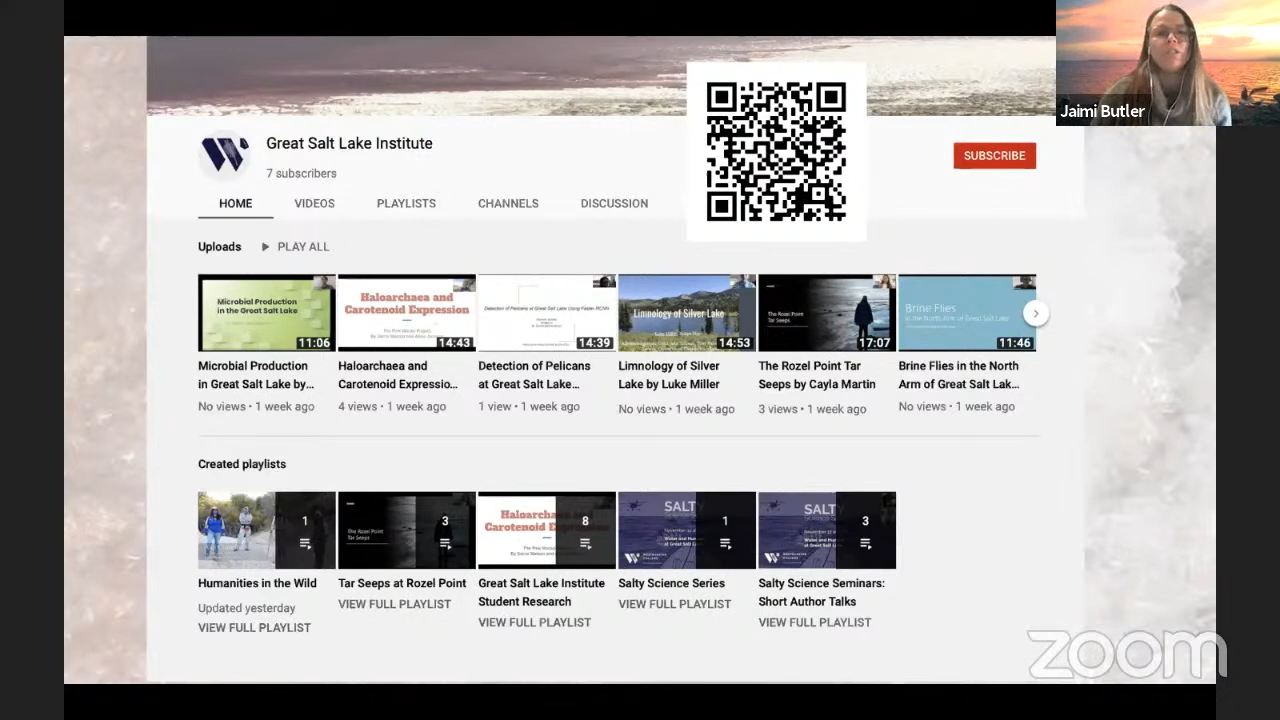 Jaimi Butler
Great Salt Lake Institute
7 subscribers
SUBSCRIBE
HOME
VIDEOS
PLAYLISTS
CHANNELS
DISCUSSION
Uploads
PLAY ALL
Microbial Production
in the Great Salt Lake
11:06
Haloarchaea and
Carotenoid Expression
14:43
Detection of Pelicans at Great Salt Lake Using Faster RCNN
14:39
Limnology of Silver Lake
14:53
The Rozel Point
Tar Seeps
17:07
Brine Flies
in the North Arm of Great Salt Lake
11:46
Microbial Production
in Great Salt Lake by...
No views • 1 week ago
Haloarchaea and
Carotenoid Expressio...
4 views • 1 week ago
Detection of Pelicans
at Great Salt Lake...
1 view • 1 week ago
Limnology of Silver
Lake by Luke Miller
No views • 1 week ago
The Rozel Point Tar
Seeps by Cayla Martin
3 views • 1 week ago
Brine Flies in the North
Arm of Great Salt Lak...
No views • 1 week ago
Created playlists
1
The Rozel Point
Tar Seeps
3
Haloarchaea
Carotenoid
8
SALT
1
SALT
3
Humanities in the Wild
Updated yesterday
VIEW FULL PLAYLIST
Tar Seeps at Rozel Point
VIEW FULL PLAYLIST
Great Salt Lake Institute
Student Research
VIEW FULL PLAYLIST
Salty Science Series
VIEW FULL PLAYLIST
Salty Science Seminars:
Short Author Talks
VIEW FULL PLAYLIST
zoom